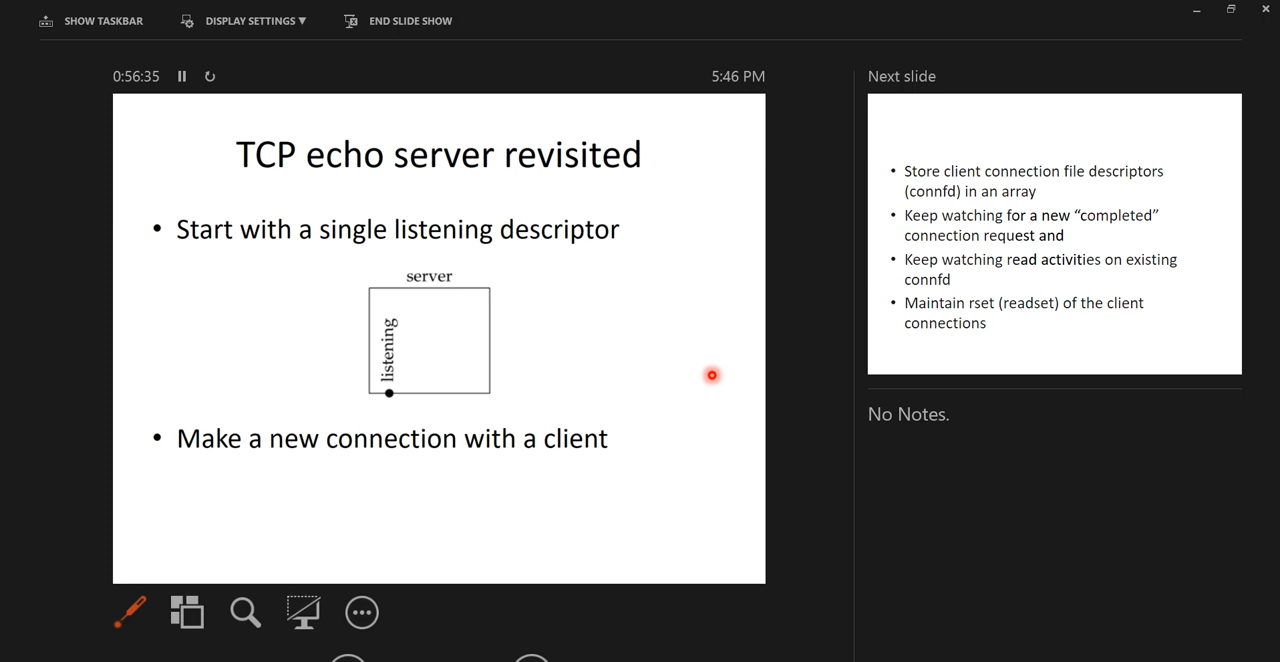 SHOW TASKBAR
DISPLAY SETTINGS ▼
END SLIDE SHOW
0:56:35
5:46 PM
TCP echo server revisited
• Start with a single listening descriptor
server
listening
• Make a new connection with a client
Next slide
• Store client connection file descriptors
(connfd) in an array
• Keep watching for a new “completed”
connection request and
• Keep watching read activities on existing
connfd
• Maintain rset (readset) of the client
connections
No Notes.